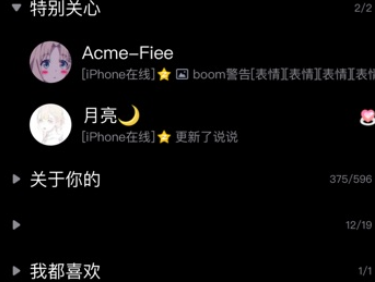 特别关心 2/2
Acme-Fiee
[iPhone在线]⭐ boom警告[表情][表情][表情][表情
月亮🌙
[iPhone在线]⭐ 更新了说说
关于你的 375/596
12/19
我都喜欢 1/1